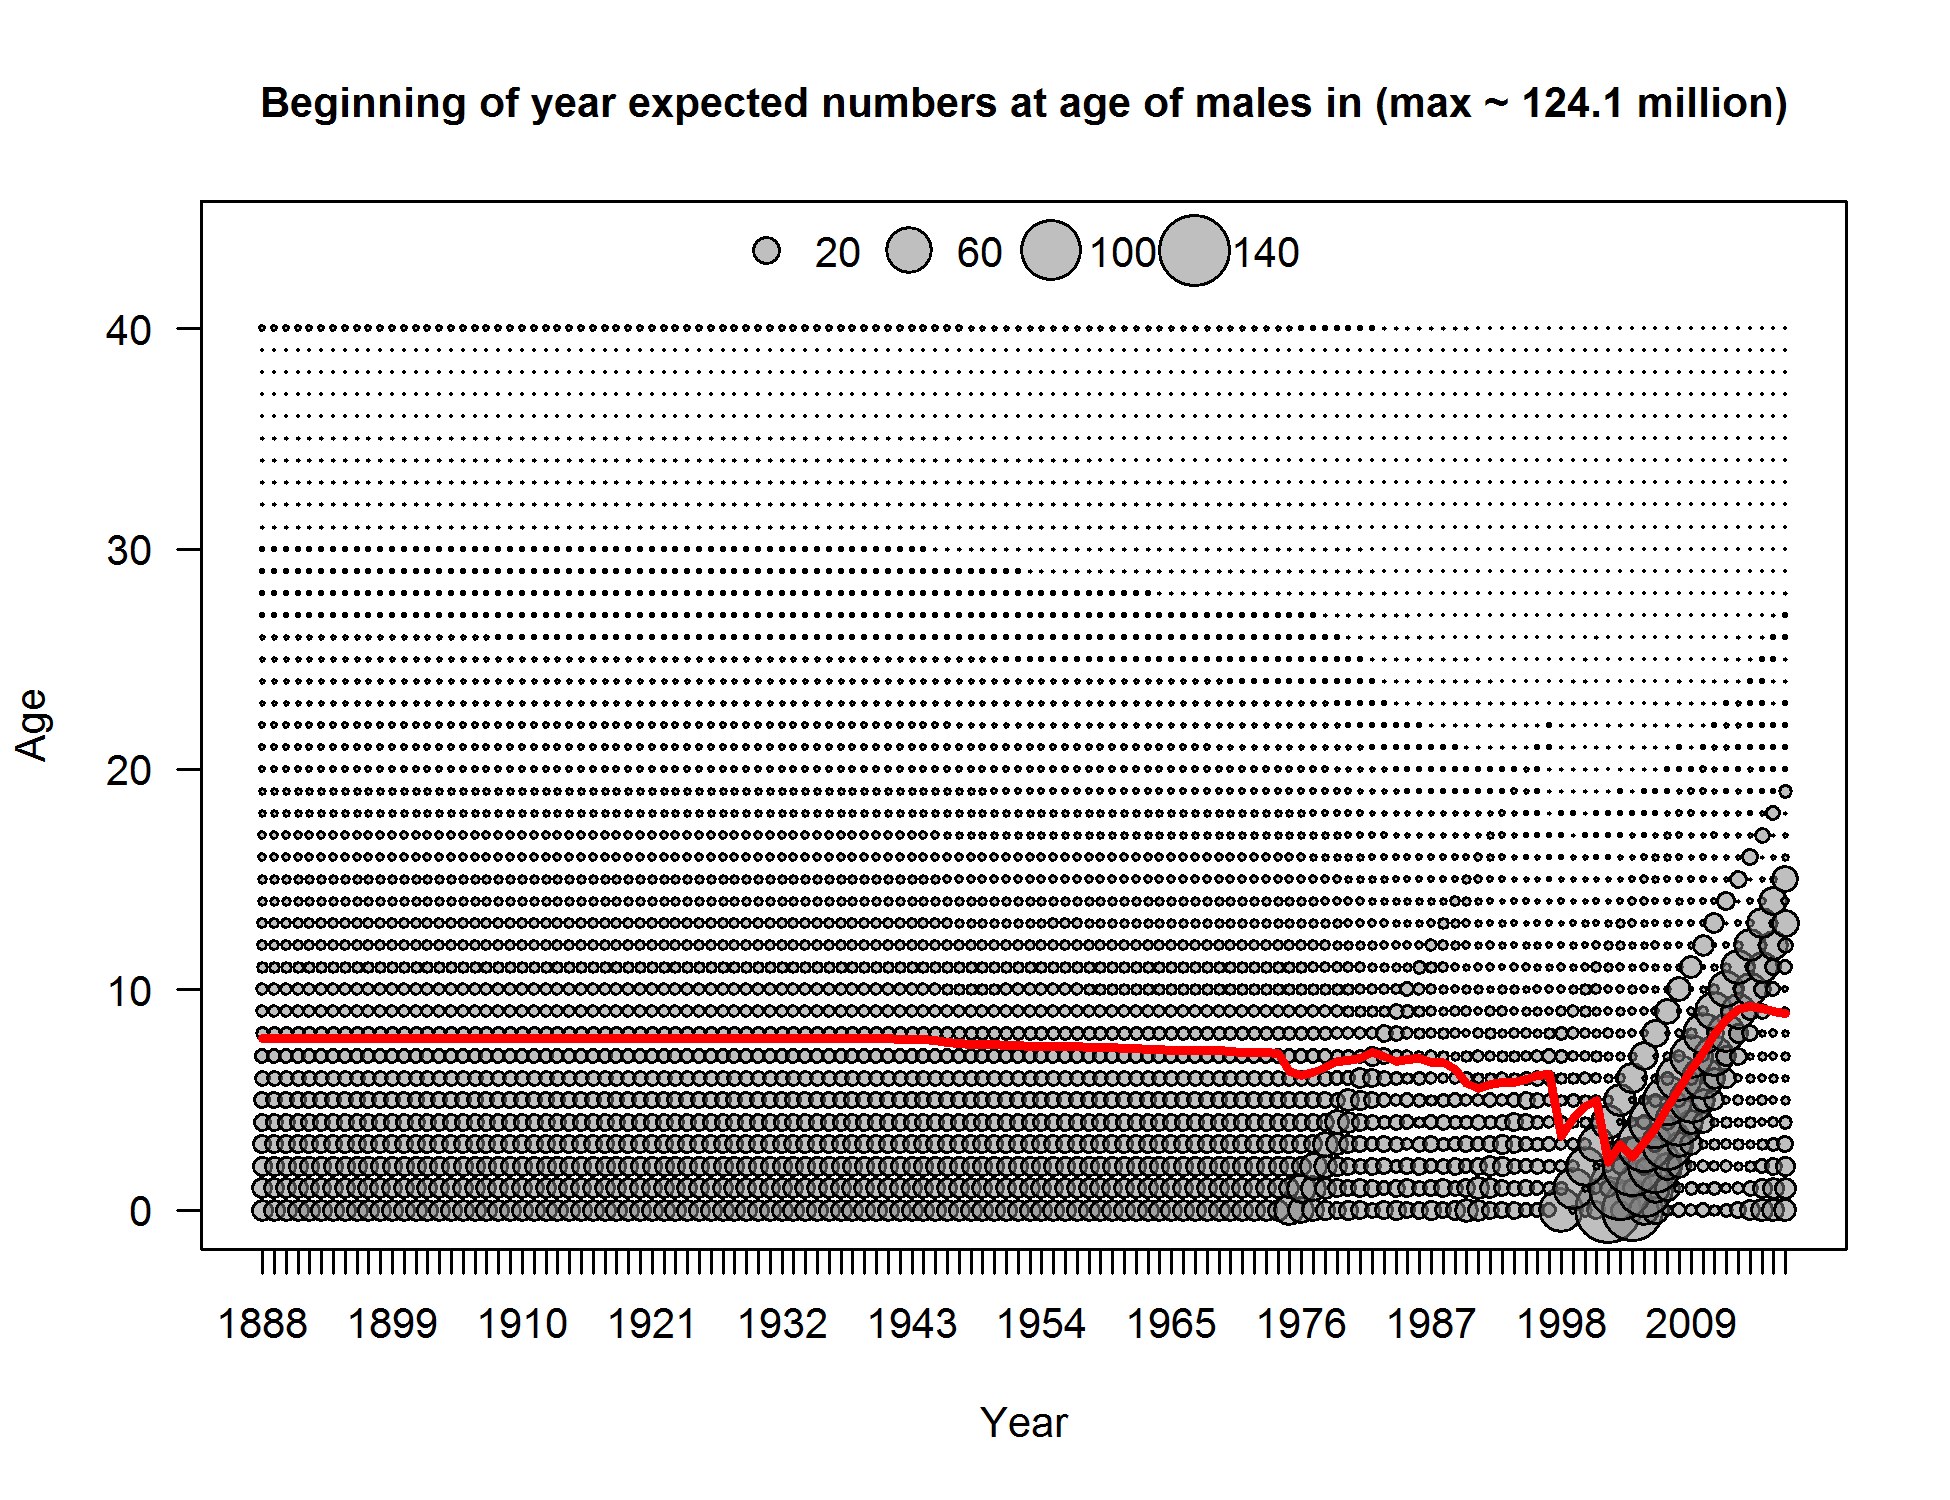 Beginning of year expected numbers at age of males in (max ~ 124.1 million)
20 60 100 140
40
30
20
10
0
Age
1888 1899 1910 1921 1932 1943 1954 1965 1976 1987 1998 2009
Year